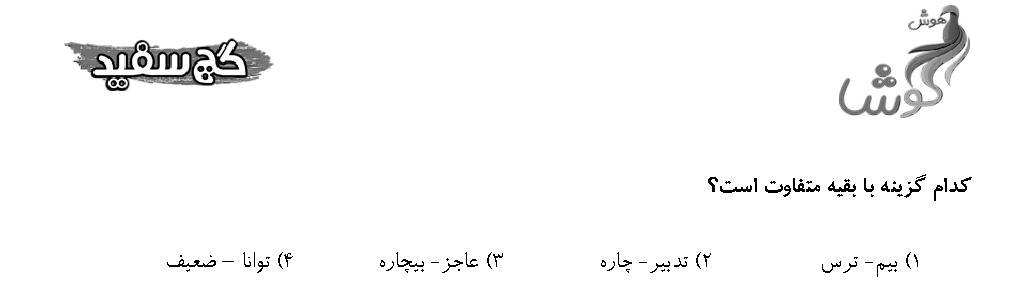 هوش
گوشا
گچ سفید
کدام گزینه با بقیه متفاوت است؟
۱) بیم- ترس ۲) تدبیر- چاره ۳) عاجز- بیچاره ۴) توانا – ضعیف